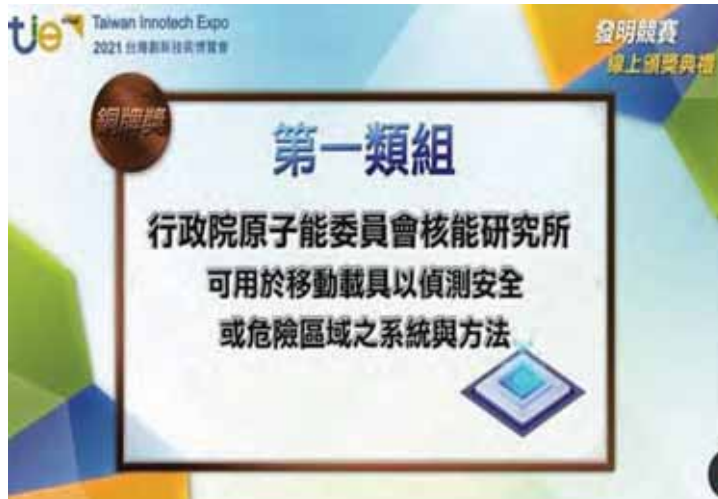 tie Taiwan Innotech Expo
2021 台灣創新技術博覽會
發明競賽
線上頒獎典禮
銅牌獎
第一類組
行政院原子能委員會核能研究所
可用於移動載具以偵測安全
或危險區域之系統與方法